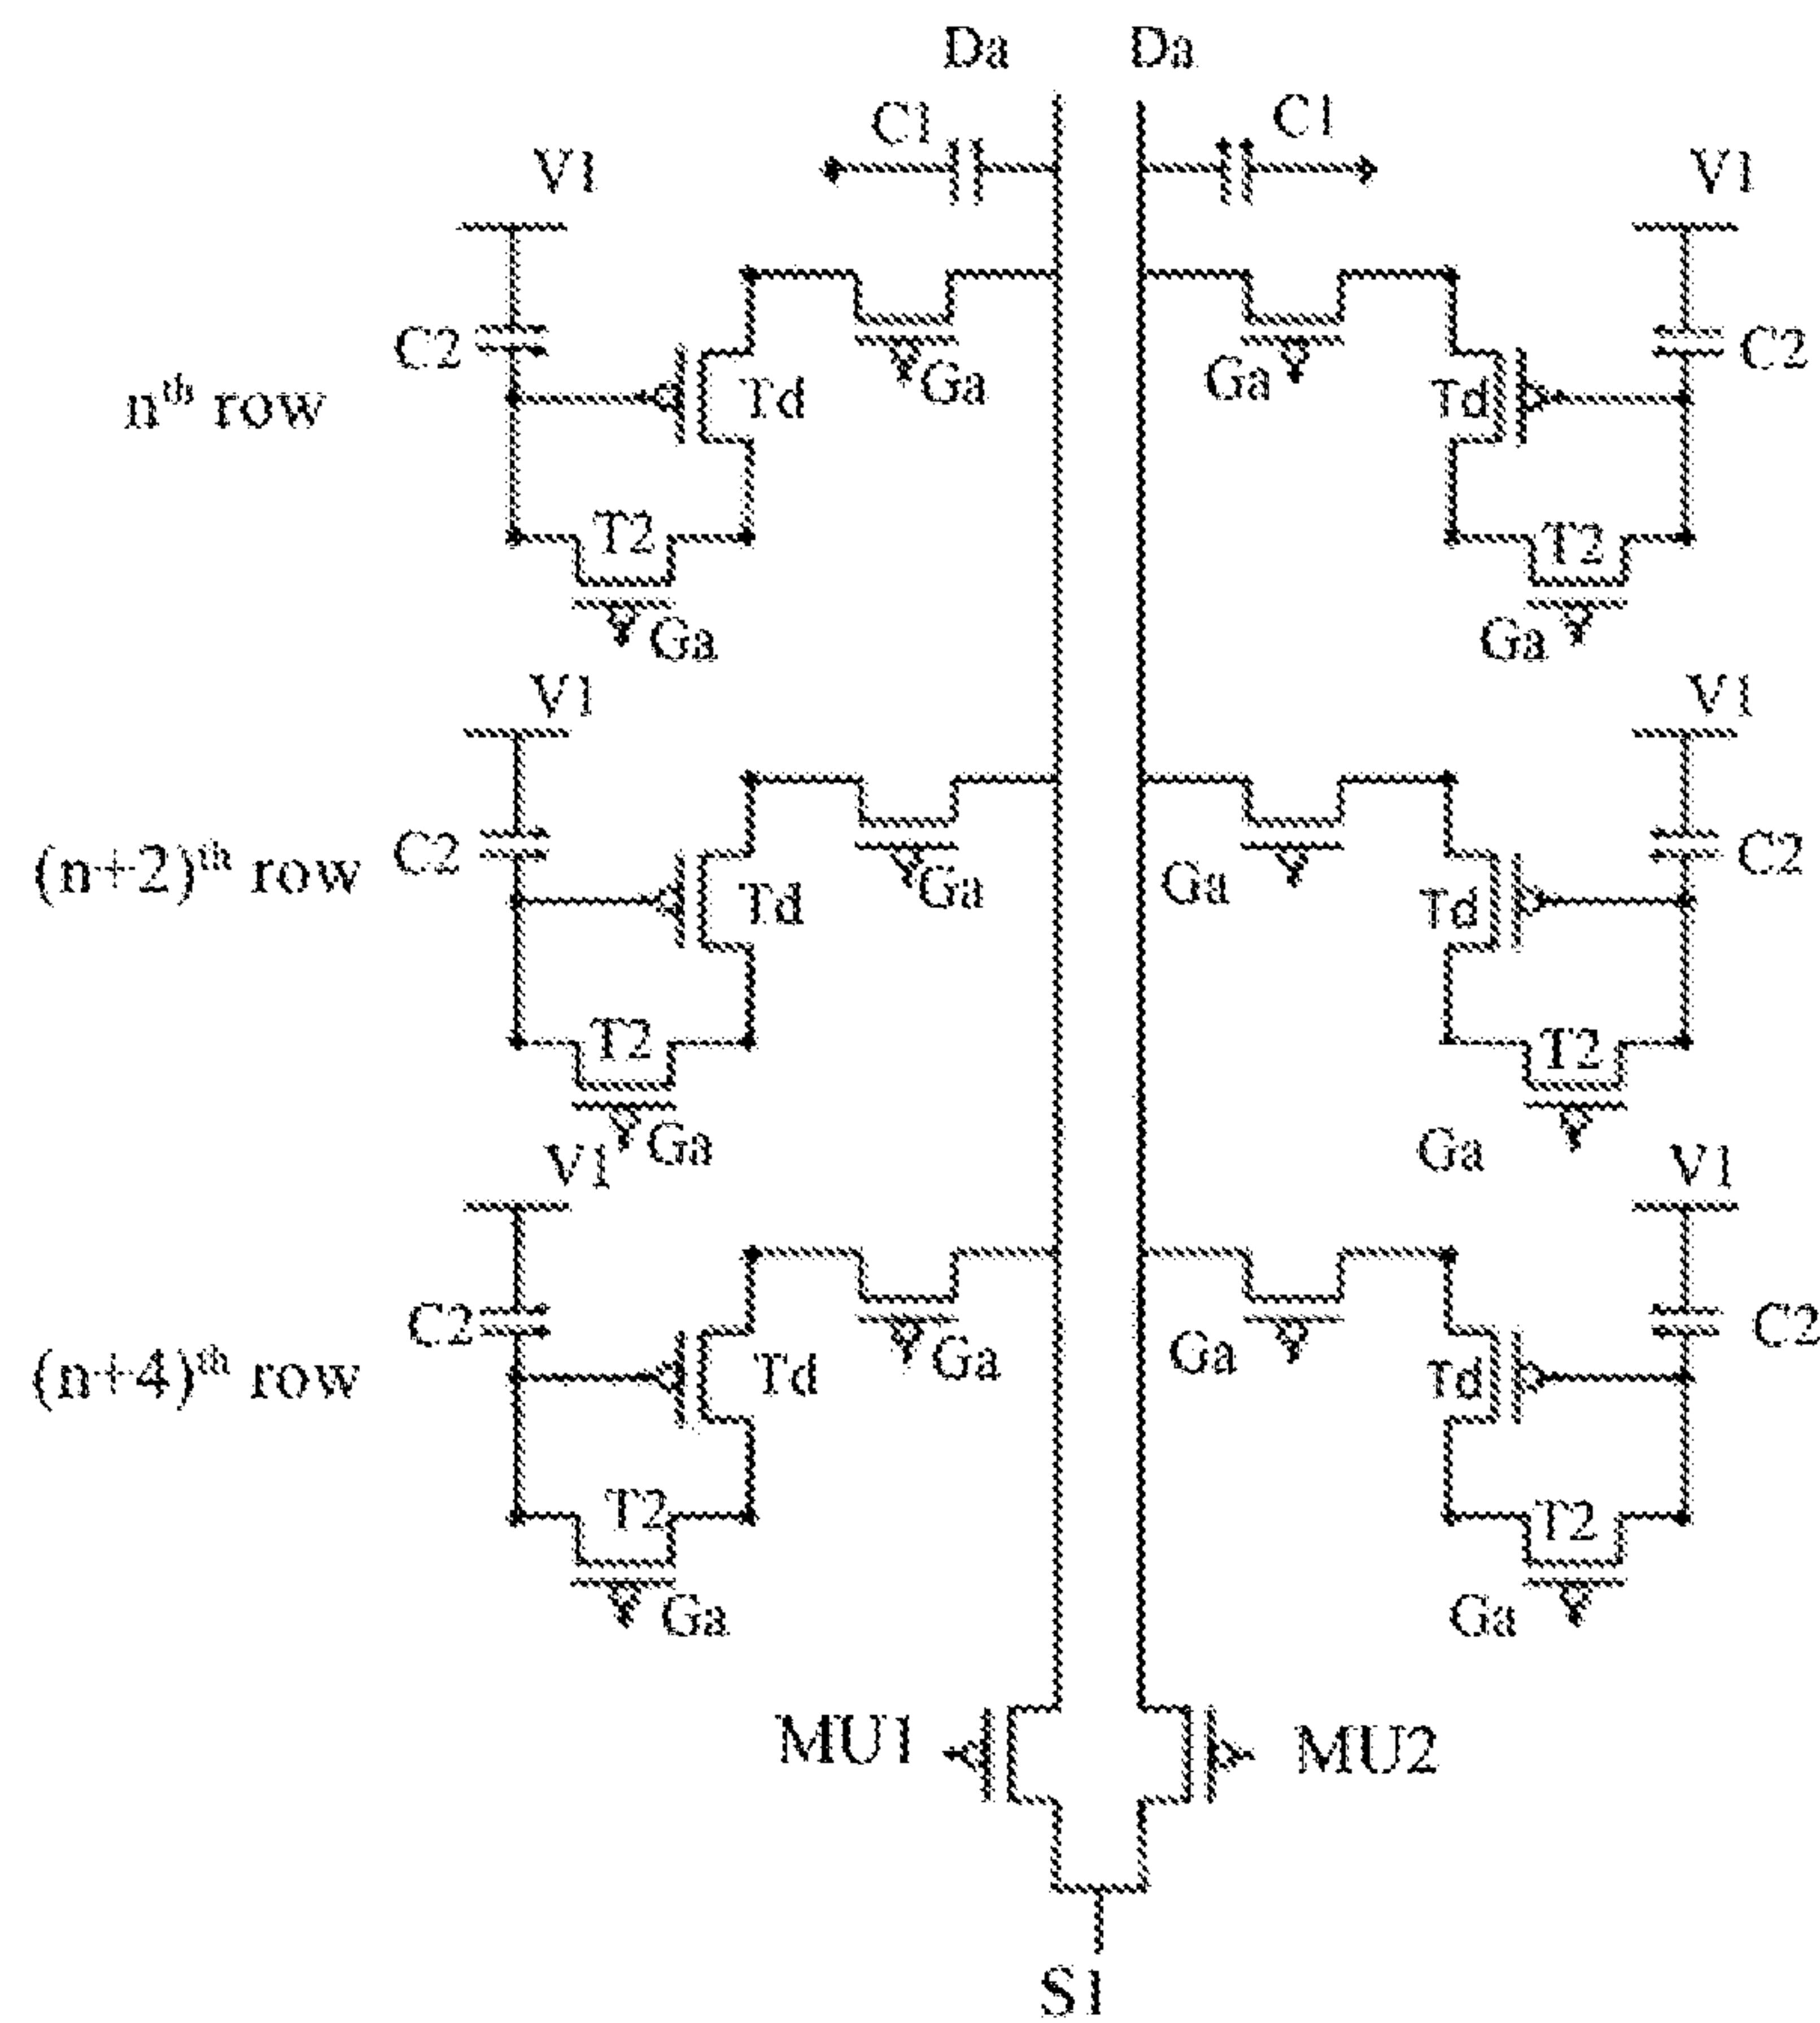 Da Da
C1 C1
V1 V1
C2 Td Ga Ga Td C2
nᵗʰ row
T2 T2
Ga Ga
V1 V1
(n+2)ᵗʰ row C2 Td Ga Ga Td C2
T2 T2
Ga Ga
V1 V1
C2 Ga Ga C2
(n+4)ᵗʰ row Td Td
T2 T2
Ga Ga
MU1 MU2
S1